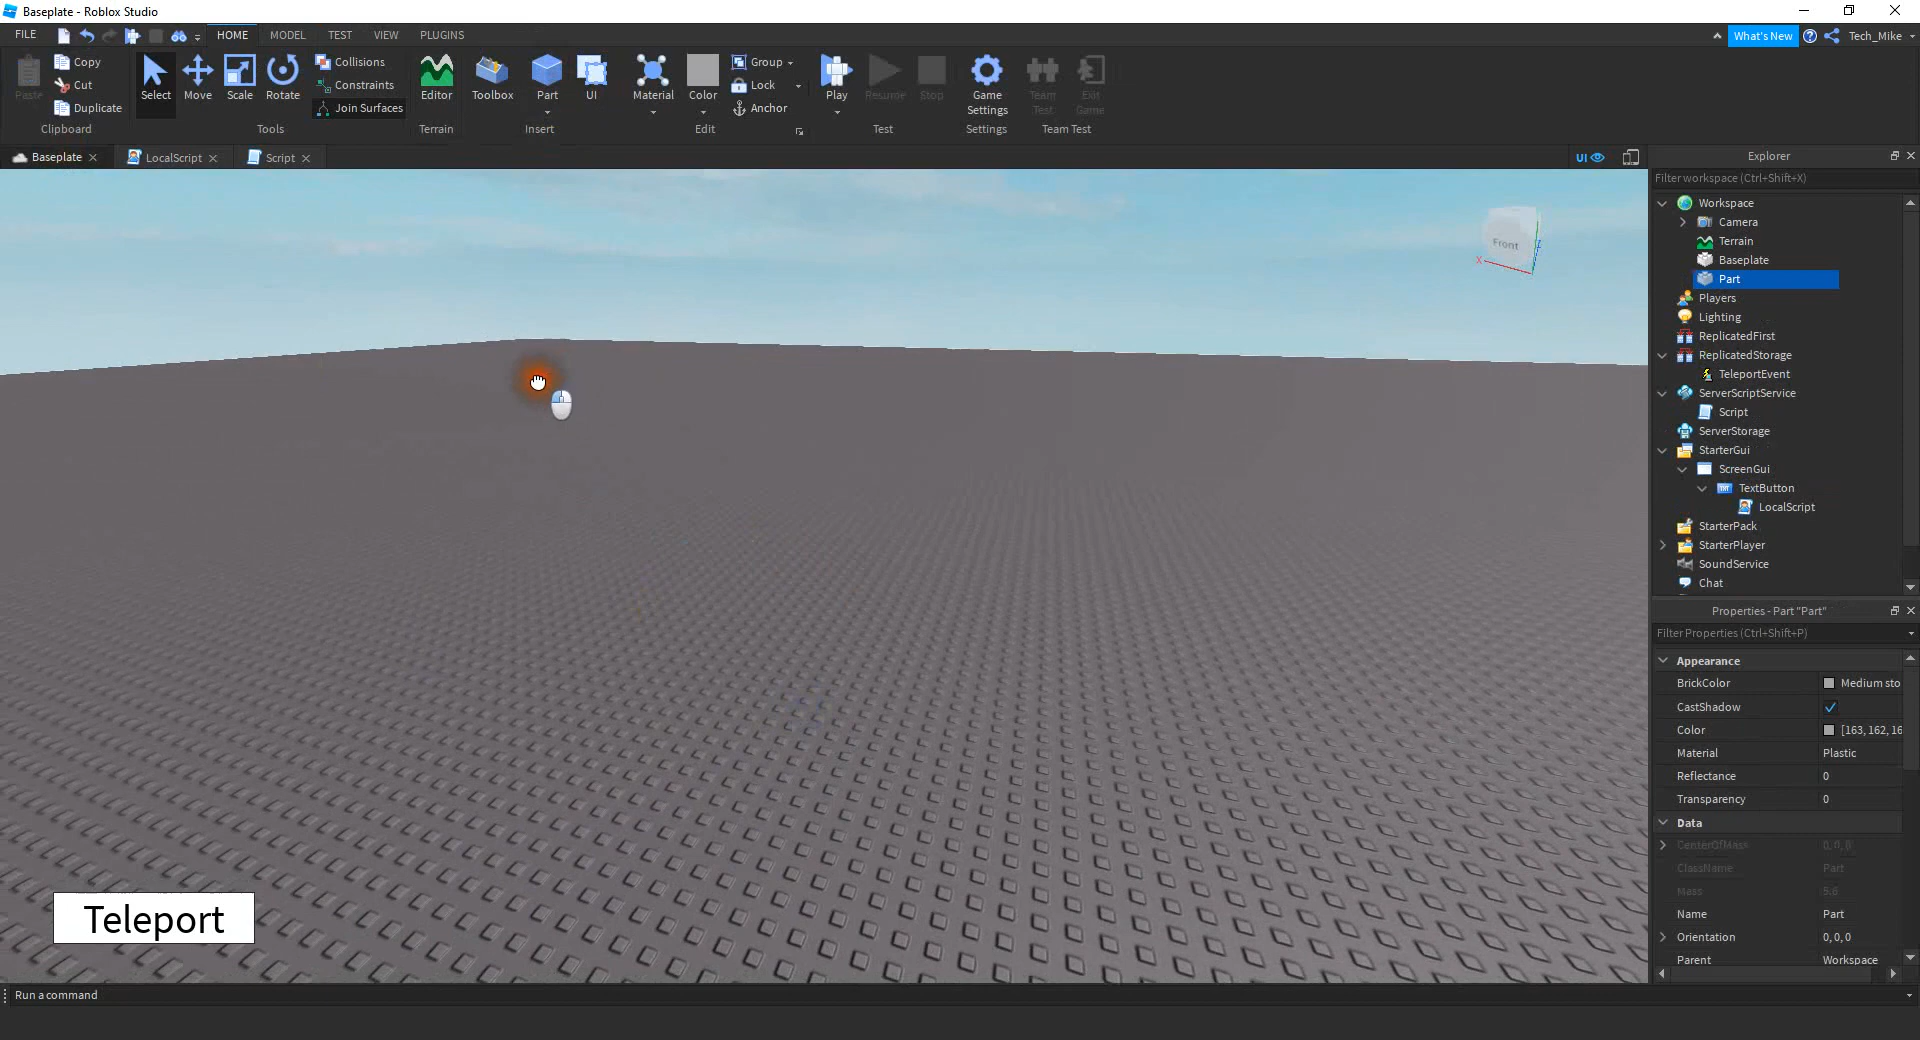 Baseplate - Roblox Studio
FILE
HOME
MODEL
TEST
VIEW
PLUGINS
What's New
Tech_Mike
Paste
Copy
Cut
Duplicate
Clipboard
Select
Move
Scale
Rotate
Collisions
Constraints
Join Surfaces
Tools
Editor
Terrain
Toolbox
Part
UI
Insert
Material
Color
Group
Lock
Anchor
Edit
Play
Resume
Stop
Test
Game
Settings
Settings
Team
Test
Exit
Game
Team Test
Baseplate
LocalScript
Script
UI
Front
X
Z
Teleport
Run a command
Explorer
Filter workspace (Ctrl+Shift+X)
Workspace
Camera
Terrain
Baseplate
Part
Players
Lighting
ReplicatedFirst
ReplicatedStorage
TeleportEvent
ServerScriptService
Script
ServerStorage
StarterGui
ScreenGui
TextButton
LocalScript
StarterPack
StarterPlayer
SoundService
Chat
Properties - Part "Part"
Filter Properties (Ctrl+Shift+P)
Appearance
BrickColor Medium sto
CastShadow
Color [163, 162, 16
Material Plastic
Reflectance 0
Transparency 0
Data
CenterOfMass 0, 0, 0
ClassName Part
Mass 5.6
Name Part
Orientation 0, 0, 0
Parent Workspace